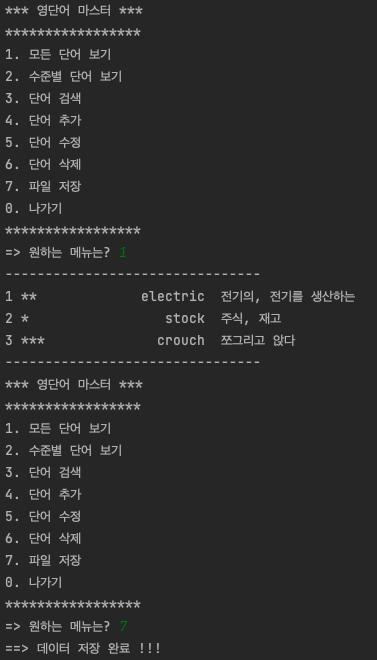 *** 영단어 마스터 ***
*****************
1. 모든 단어 보기
2. 수준별 단어 보기
3. 단어 검색
4. 단어 추가
5. 단어 수정
6. 단어 삭제
7. 파일 저장
0. 나가기
*****************
=> 원하는 메뉴는? 1
--------------------------------
1 **             electric  전기의, 전기를 생산하는
2 *                 stock  주식, 재고
3 ***              crouch  쪼그리고 앉다
--------------------------------
*** 영단어 마스터 ***
*****************
1. 모든 단어 보기
2. 수준별 단어 보기
3. 단어 검색
4. 단어 추가
5. 단어 수정
6. 단어 삭제
7. 파일 저장
0. 나가기
*****************
=> 원하는 메뉴는? 7
==> 데이터 저장 완료 !!!